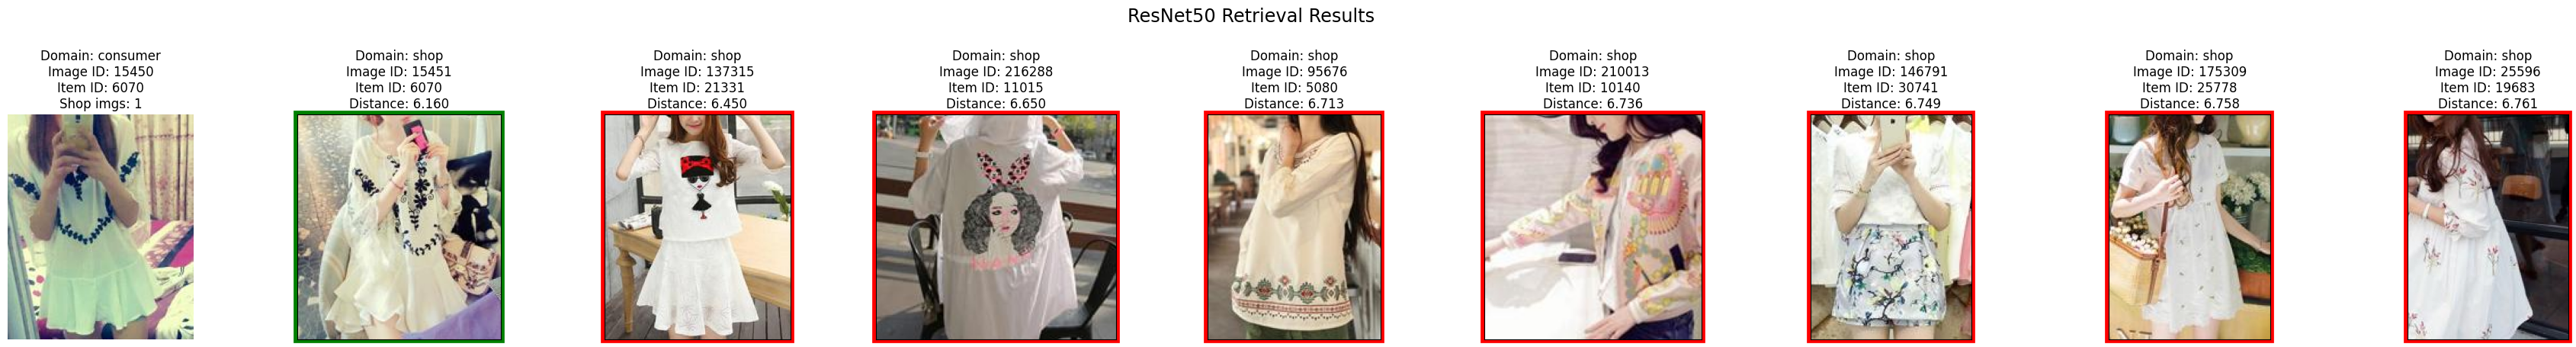 ResNet50 Retrieval Results
Domain: consumer
Image ID: 15450
Item ID: 6070
Shop imgs: 1
Domain: shop
Image ID: 15451
Item ID: 6070
Distance: 6.160
Domain: shop
Image ID: 137315
Item ID: 21331
Distance: 6.450
Domain: shop
Image ID: 216288
Item ID: 11015
Distance: 6.650
Domain: shop
Image ID: 95676
Item ID: 5080
Distance: 6.713
Domain: shop
Image ID: 210013
Item ID: 10140
Distance: 6.736
Domain: shop
Image ID: 146791
Item ID: 30741
Distance: 6.749
Domain: shop
Image ID: 175309
Item ID: 25778
Distance: 6.758
Domain: shop
Image ID: 25596
Item ID: 19683
Distance: 6.761